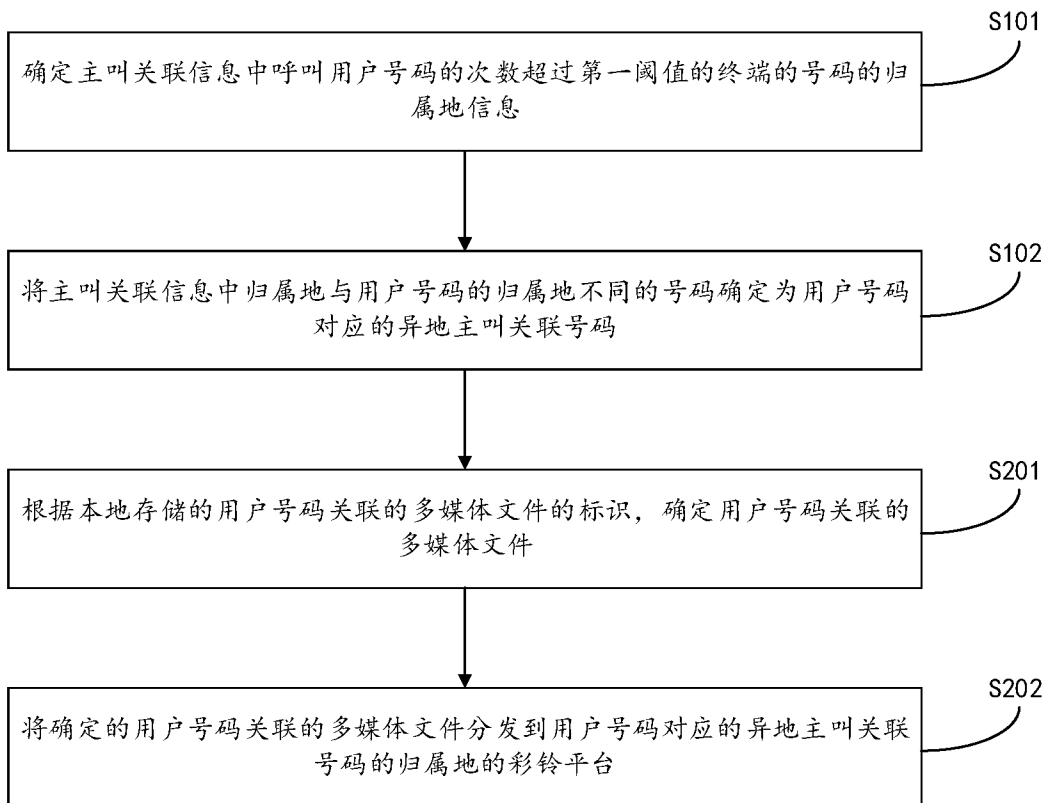 S101
确定主叫关联信息中呼叫用户号码的次数超过第一阈值的终端的号码的归
属地信息
S102
将主叫关联信息中归属地与用户号码的归属地不同的号码确定为用户号码
对应的异地主叫关联号码
S201
根据本地存储的用户号码关联的多媒体文件的标识，确定用户号码关联的
多媒体文件
S202
将确定的用户号码关联的多媒体文件分发到用户号码对应的异地主叫关联
号码的归属地的彩铃平台